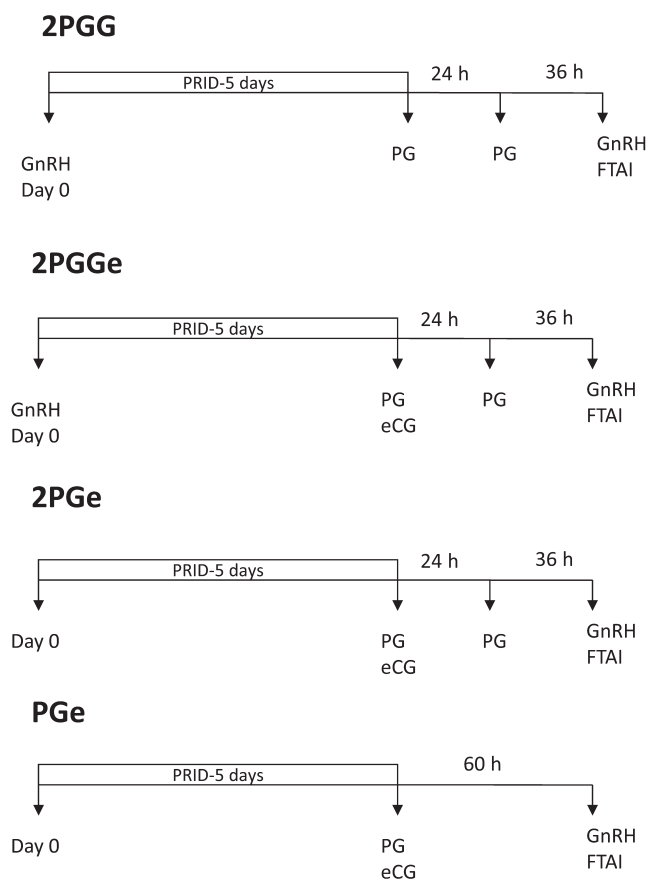 2PGG
PRID-5 days
24 h
36 h
GnRH
Day 0
PG
PG
GnRH
FTAI
2PGGe
PRID-5 days
24 h
36 h
GnRH
Day 0
PG
eCG
PG
GnRH
FTAI
2PGe
PRID-5 days
24 h
36 h
Day 0
PG
eCG
PG
GnRH
FTAI
PGe
PRID-5 days
60 h
Day 0
PG
eCG
GnRH
FTAI